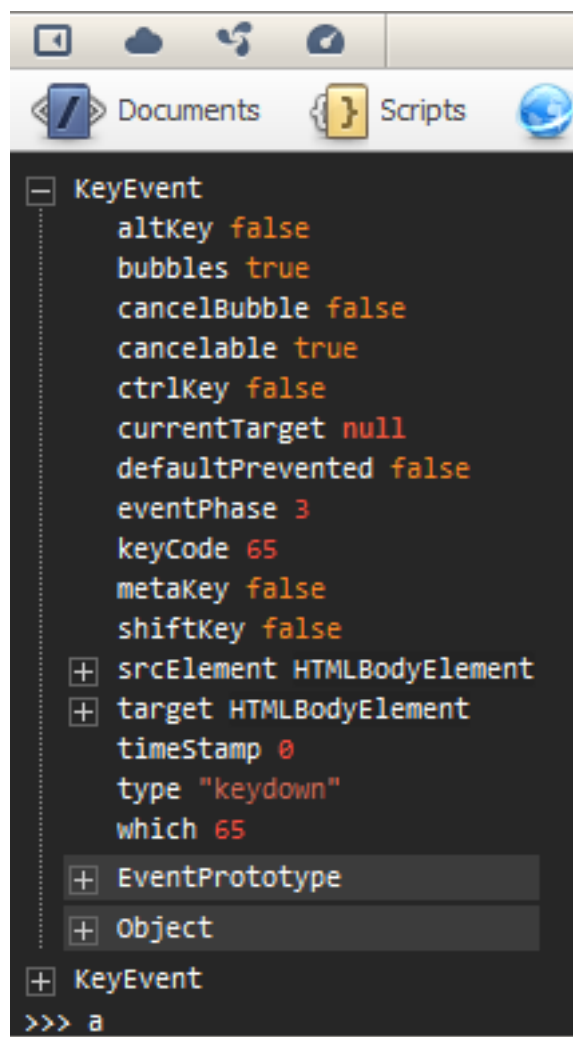 Documents Scripts
KeyEvent
altKey false
bubbles true
cancelBubble false
cancelable true
ctrlKey false
currentTarget null
defaultPrevented false
eventPhase 3
keyCode 65
metaKey false
shiftKey false
srcElement HTMLBodyElement
target HTMLBodyElement
timeStamp 0
type "keydown"
which 65
EventPrototype
Object
KeyEvent
>>> a